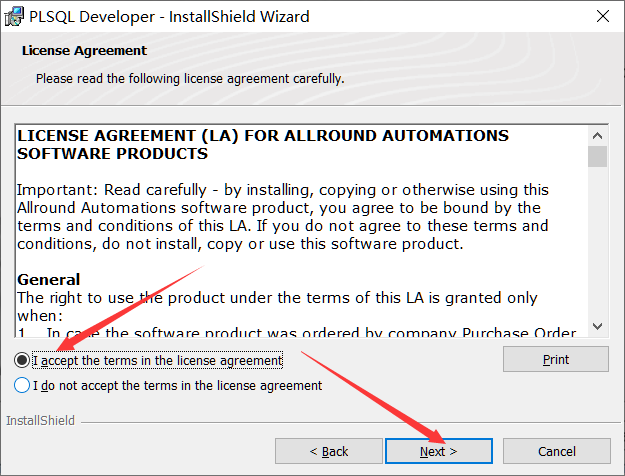 PLSQL Developer - InstallShield Wizard
License Agreement
Please read the following license agreement carefully.
LICENSE AGREEMENT (LA) FOR ALLROUND AUTOMATIONS
SOFTWARE PRODUCTS
Important: Read carefully - by installing, copying or otherwise using this
Allround Automations software product, you agree to be bound by the
terms and conditions of this LA. If you do not agree to these terms and
conditions, do not install, copy or use this software product.
General
The right to use the product under the terms of this LA is granted only
when:
1. In case the software product was ordered by company Purchase Order
I accept the terms in the license agreement
Print
I do not accept the terms in the license agreement
InstallShield
< Back
Next >
Cancel